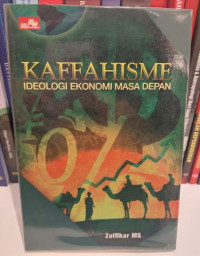 KAFFAHISME
IDEOLOGI EKONOMI MASA DEPAN
Zulfikar MS